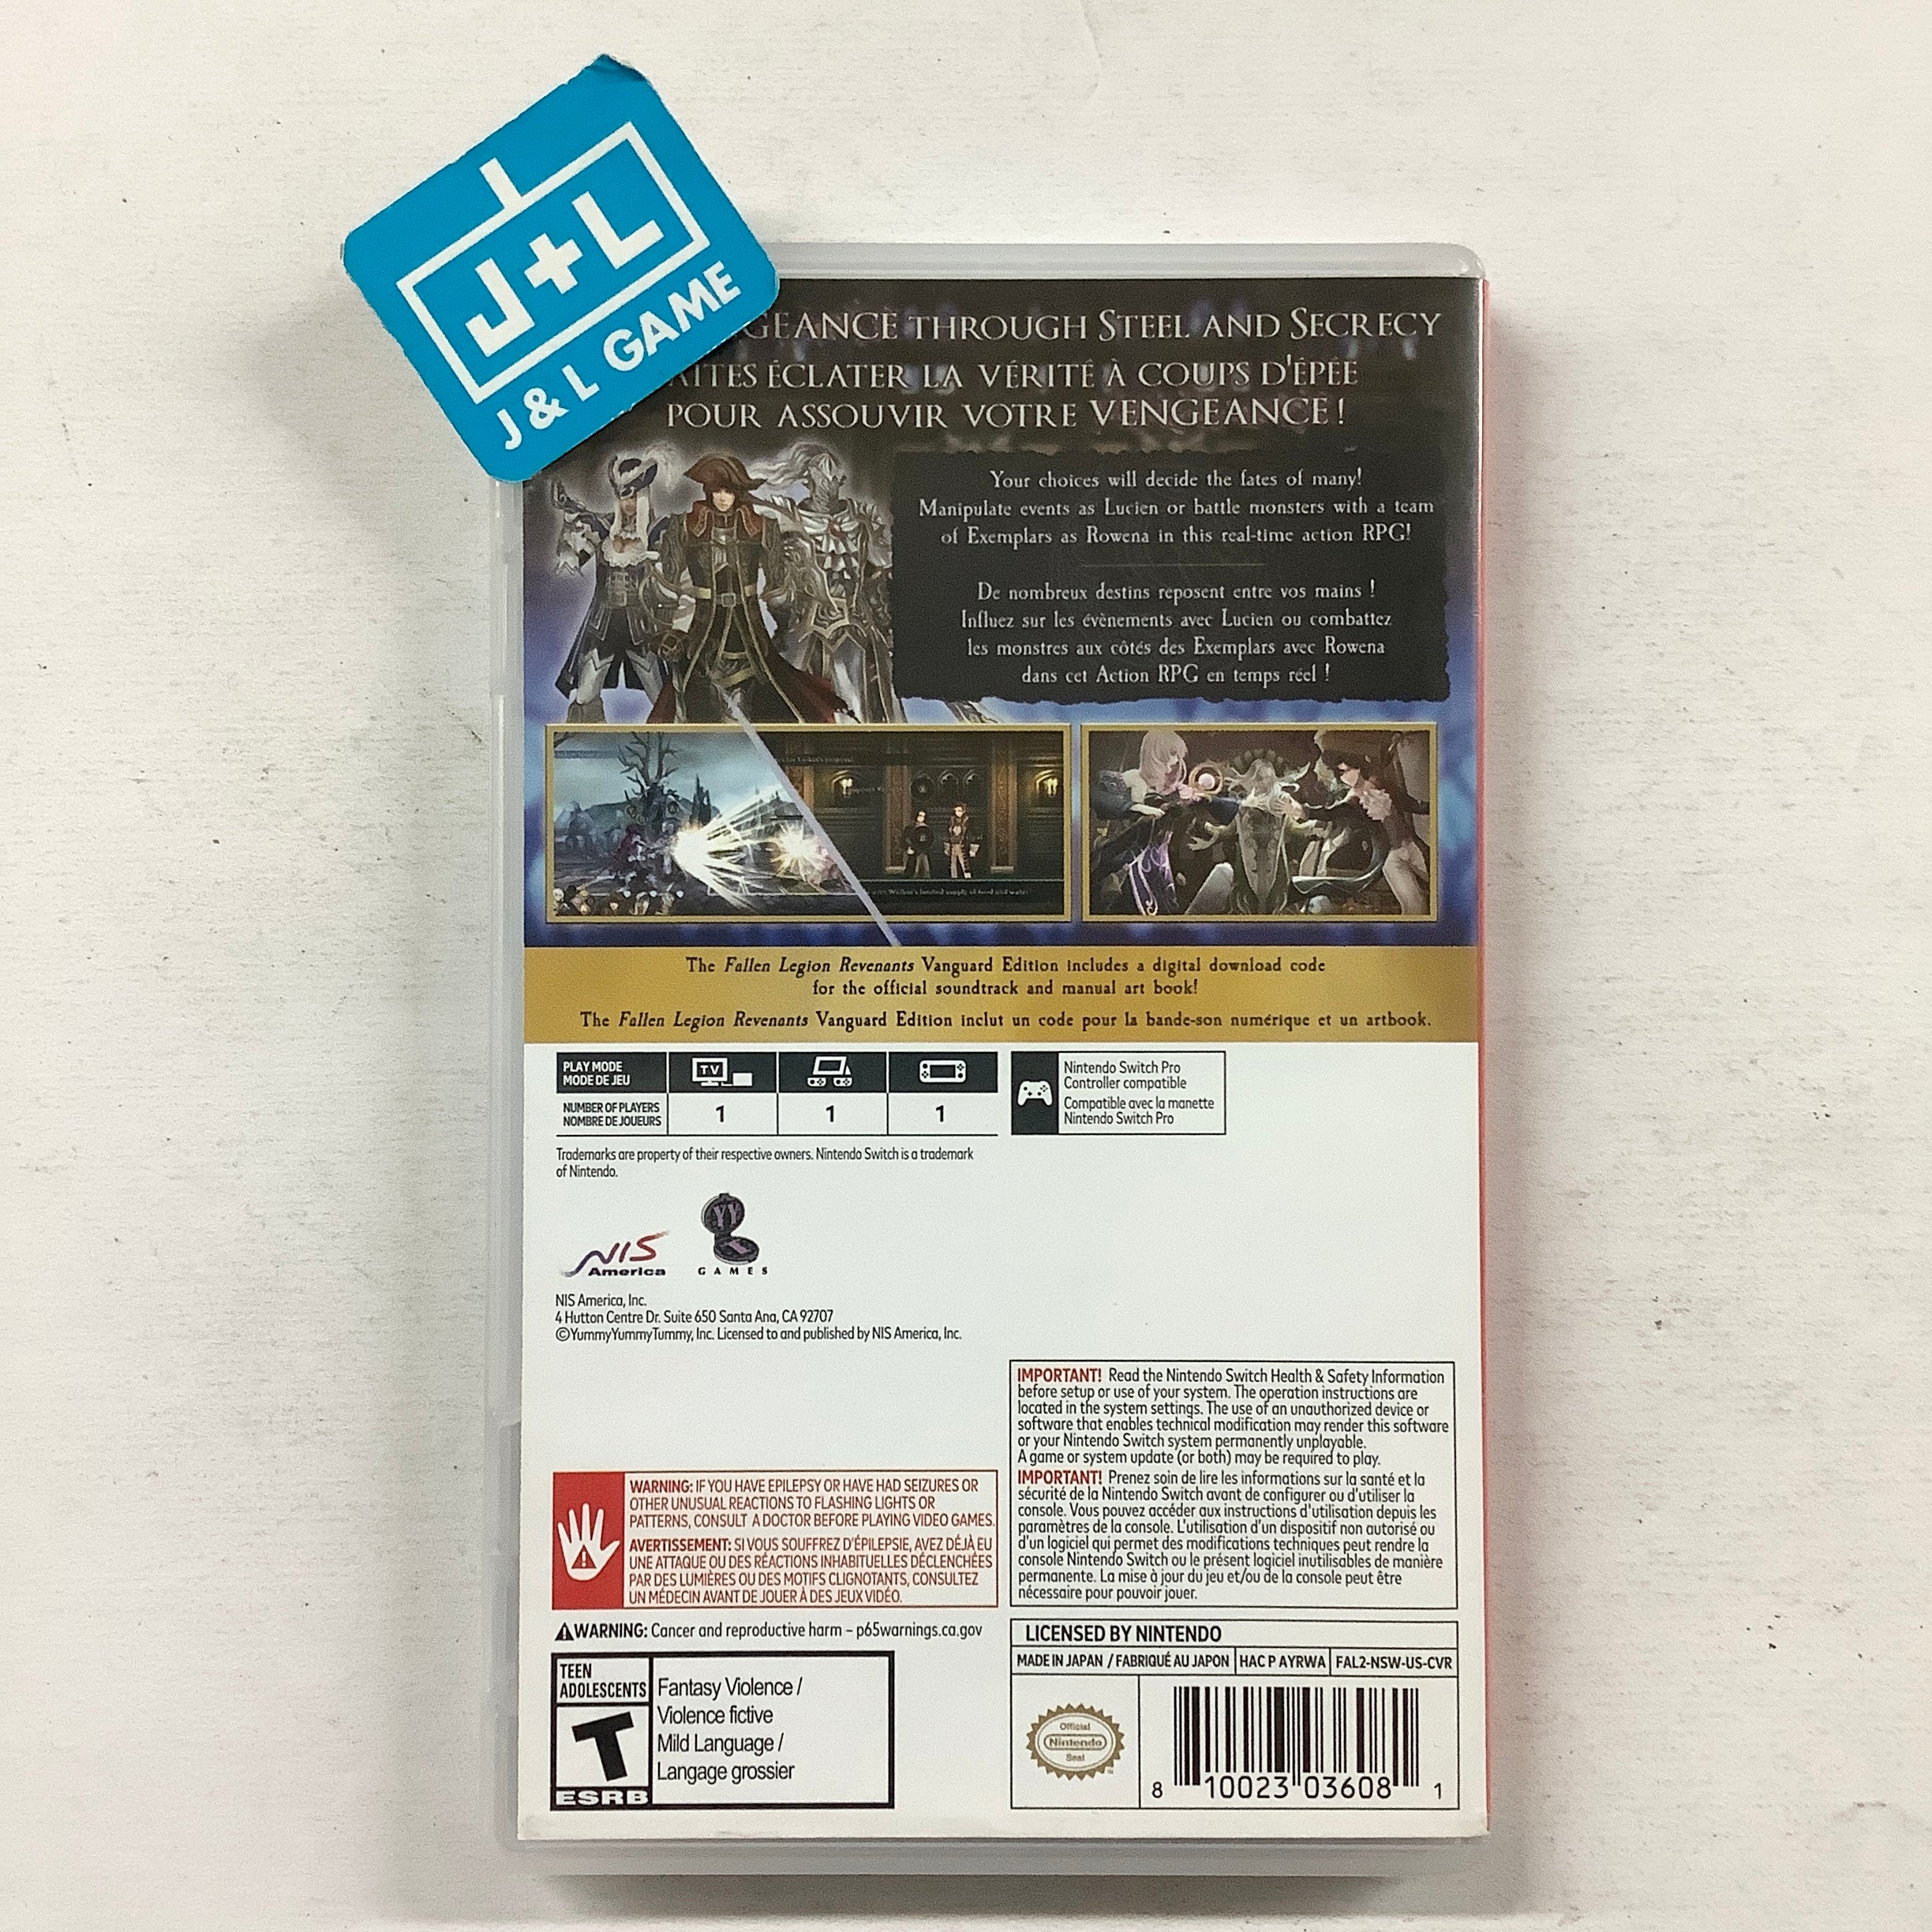 J+L
J & L GAME
GEANCE THROUGH STEEL AND SECRECY
AITES ÉCLATER LA VÉRITÉ À COUPS D'ÉPÉE
POUR ASSOUVIR VOTRE VENGEANCE !
Your choices will decide the fates of many!
Manipulate events as Lucien or battle monsters with a team
of Exemplars as Rowena in this real-time action RPG!
De nombreux destins reposent entre vos mains !
Influez sur les évènements avec Lucien ou combattez
les monstres aux côtés des Exemplars avec Rowena
dans cet Action RPG en temps réel !
The Fallen Legion Revenants Vanguard Edition includes a digital download code
for the official soundtrack and manual art book!
The Fallen Legion Revenants Vanguard Edition inclut un code pour la bande-son numérique et un artbook.
PLAY MODE
MODE DE JEU
TV
NUMBER OF PLAYERS
NOMBRE DE JOUEURS
1 1 1
Nintendo Switch Pro
Controller compatible
Compatible avec la manette
Nintendo Switch Pro
Trademarks are property of their respective owners. Nintendo Switch is a trademark
of Nintendo.
NIS
America
YY
T
GAMES
NIS America, Inc.
4 Hutton Centre Dr. Suite 650 Santa Ana, CA 92707
©YummyYummyTummy, Inc. Licensed to and published by NIS America, Inc.
IMPORTANT! Read the Nintendo Switch Health & Safety Information
before setup or use of your system. The operation instructions are
located in the system settings. The use of an unauthorized device or
software that enables technical modification may render this software
or your Nintendo Switch system permanently unplayable.
A game or system update (or both) may be required to play.
IMPORTANT! Prenez soin de lire les informations sur la santé et la
sécurité de la Nintendo Switch avant de configurer ou d'utiliser la
console. Vous pouvez accéder aux instructions d'utilisation depuis les
paramètres de la console. L'utilisation d'un dispositif non autorisé ou
d'un logiciel qui permet des modifications techniques peut rendre la
console Nintendo Switch ou le présent logiciel inutilisables de manière
permanente. La mise à jour du jeu et/ou de la console peut être
nécessaire pour pouvoir jouer.
WARNING: IF YOU HAVE EPILEPSY OR HAVE HAD SEIZURES OR
OTHER UNUSUAL REACTIONS TO FLASHING LIGHTS OR
PATTERNS, CONSULT A DOCTOR BEFORE PLAYING VIDEO GAMES.
AVERTISSEMENT: SI VOUS SOUFFREZ D'ÉPILEPSIE, AVEZ DÉJÀ EU
UNE ATTAQUE OU DES RÉACTIONS INHABITUELLES DÉCLENCHÉES
PAR DES LUMIÈRES OU DES MOTIFS CLIGNOTANTS, CONSULTEZ
UN MÉDECIN AVANT DE JOUER À DES JEUX VIDÉO.
WARNING: Cancer and reproductive harm – p65warnings.ca.gov
TEEN
ADOLESCENTS
T
ESRB
Fantasy Violence /
Violence fictive
Mild Language /
Langage grossier
LICENSED BY NINTENDO
MADE IN JAPAN / FABRIQUÉ AU JAPON HAC P AYRWA FAL2-NSW-US-CVR
Official
Nintendo
Seal
8 10023 03608 1